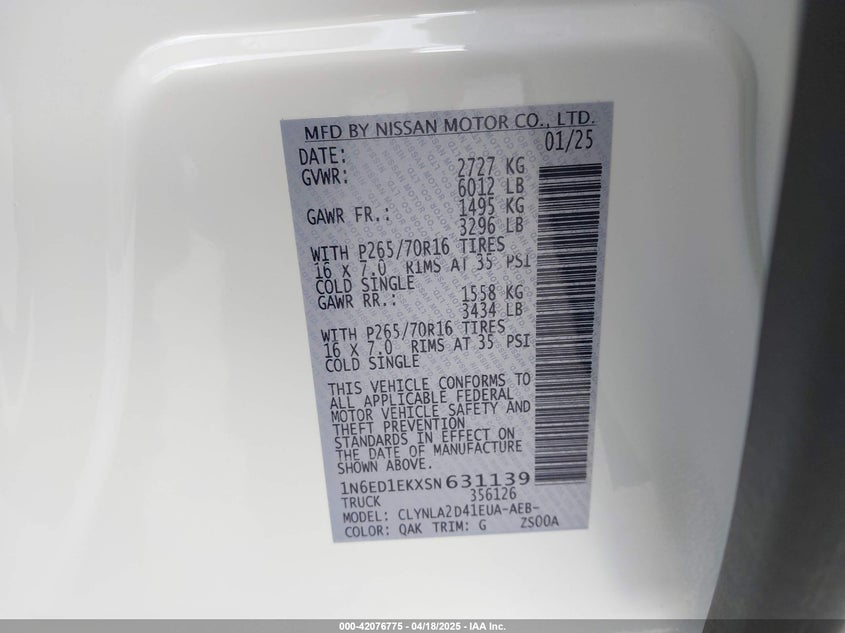 MFD BY NISSAN MOTOR CO., LTD.
DATE: 01/25
GVWR: 2727 KG
6012 LB
GAWR FR.: 1495 KG
3296 LB
WITH P265/70R16 TIRES
16 X 7.0 RIMS AT 35 PSI
COLD SINGLE
GAWR RR.: 1558 KG
3434 LB
WITH P265/70R16 TIRES
16 X 7.0 RIMS AT 35 PSI
COLD SINGLE
THIS VEHICLE CONFORMS TO
ALL APPLICABLE FEDERAL
MOTOR VEHICLE SAFETY AND
THEFT PREVENTION
STANDARDS IN EFFECT ON
THE DATE OF MANUFACTURE
SHOWN ABOVE.
1N6ED1EKXSN631139
TRUCK 356126
MODEL: CLYNLA2D41EUA-AEB-
COLOR: QAK TRIM: G ZS00A
000-42076775 - 04/18/2025 - IAA Inc.